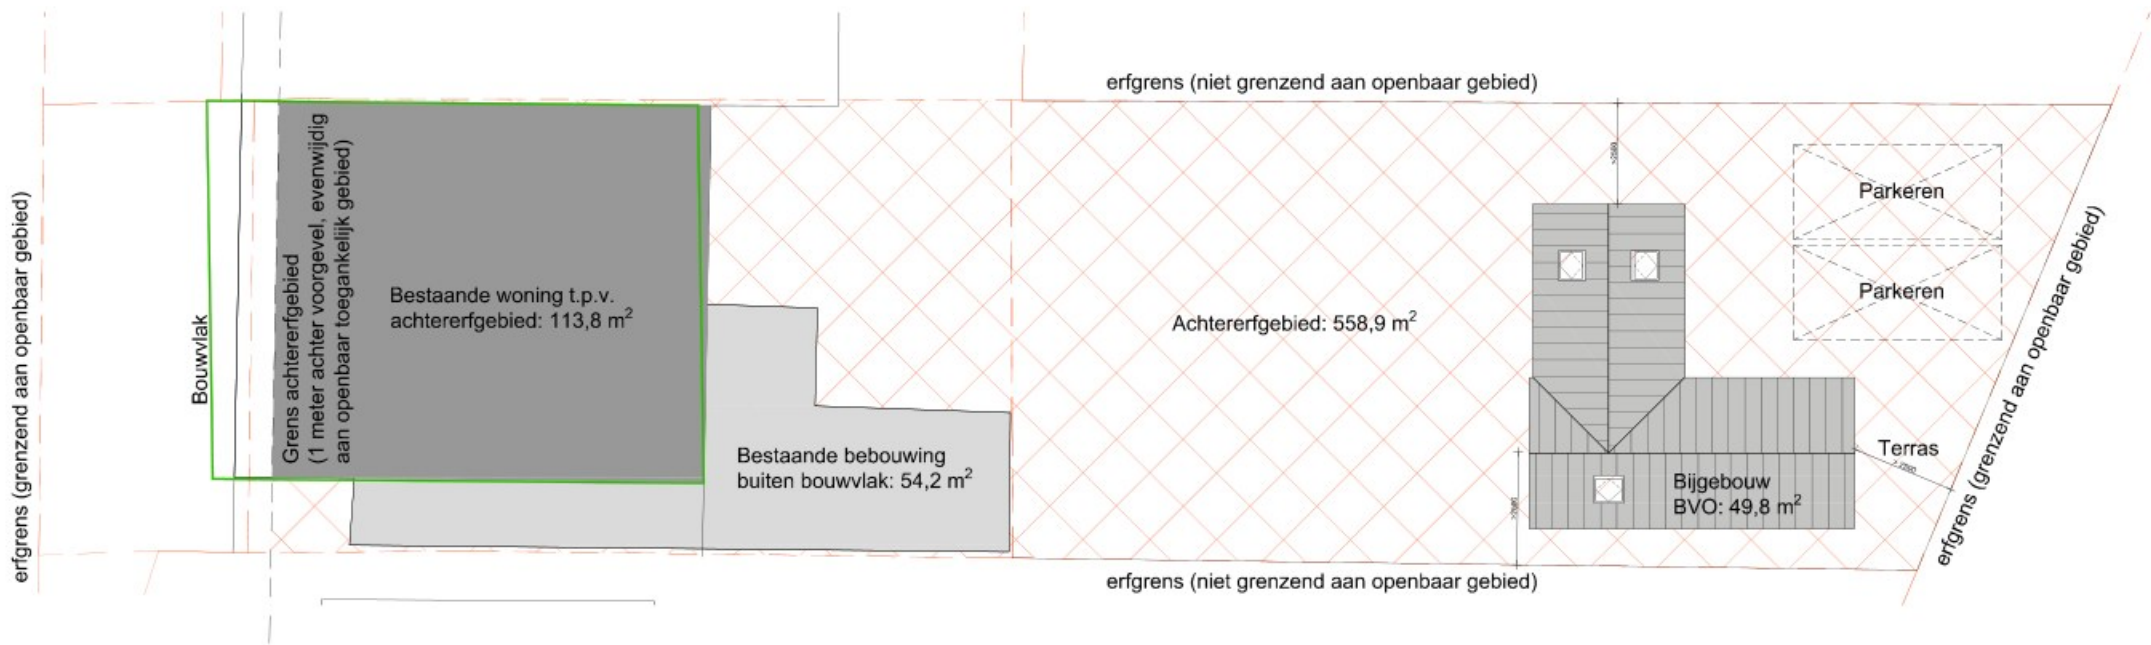 erfgrens (grenzend aan openbaar gebied)
Bouwvlak
Grens achtererfgebied
(1 meter achter voorgevel, evenwijdig
aan openbaar toegankelijk gebied)
Bestaande woning t.p.v.
achtererfgebied: 113,8 m²
Bestaande bebouwing
buiten bouwvlak: 54,2 m²
erfgrens (niet grenzend aan openbaar gebied)
Achtererfgebied: 558,9 m²
erfgrens (niet grenzend aan openbaar gebied)
Parkeren
Parkeren
Terras
Bijgebouw
BVO: 49,8 m²
erfgrens (grenzend aan openbaar gebied)